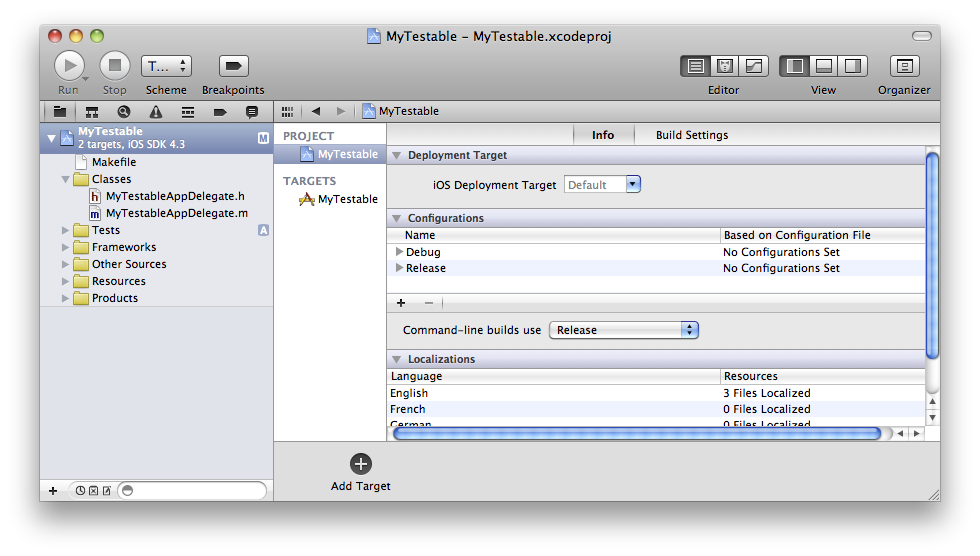 MyTestable – MyTestable.xcodeproj
T...
Run Stop Scheme Breakpoints Editor View Organizer
MyTestable
MyTestable
2 targets, iOS SDK 4.3
M
Makefile
Classes
h MyTestableAppDelegate.h
m MyTestableAppDelegate.m
Tests
A
Frameworks
Other Sources
Resources
Products
PROJECT
MyTestable
TARGETS
MyTestable
Info Build Settings
Deployment Target
iOS Deployment Target Default
Configurations
Name Based on Configuration File
Debug No Configurations Set
Release No Configurations Set
+ –
Command-line builds use Release
Localizations
Language Resources
English 3 Files Localized
French 0 Files Localized
German 0 Files Localized
Add Target